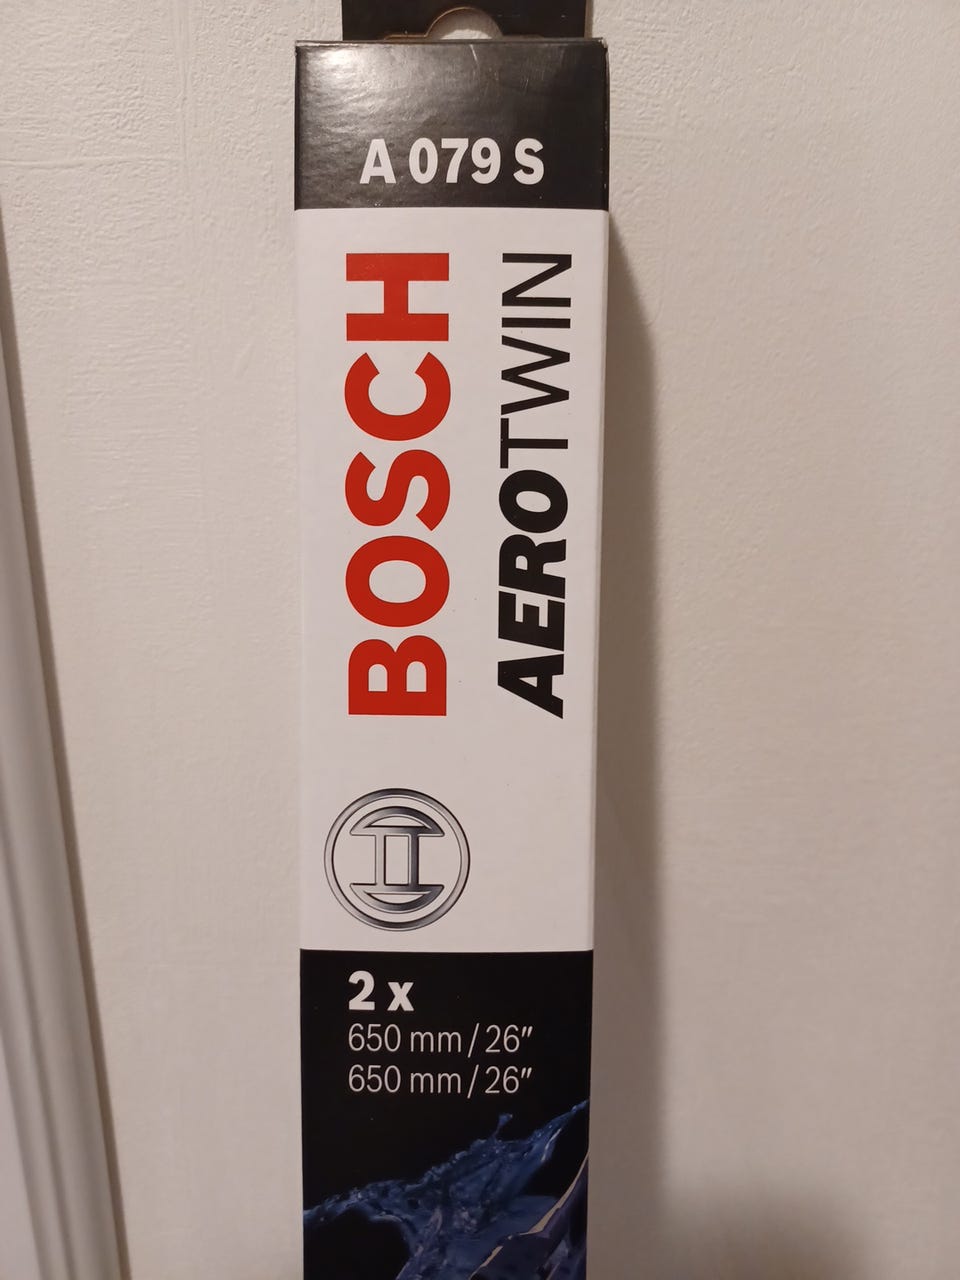 A 079 S
BOSCH
AEROTWIN
2 x
650 mm / 26"
650 mm / 26"